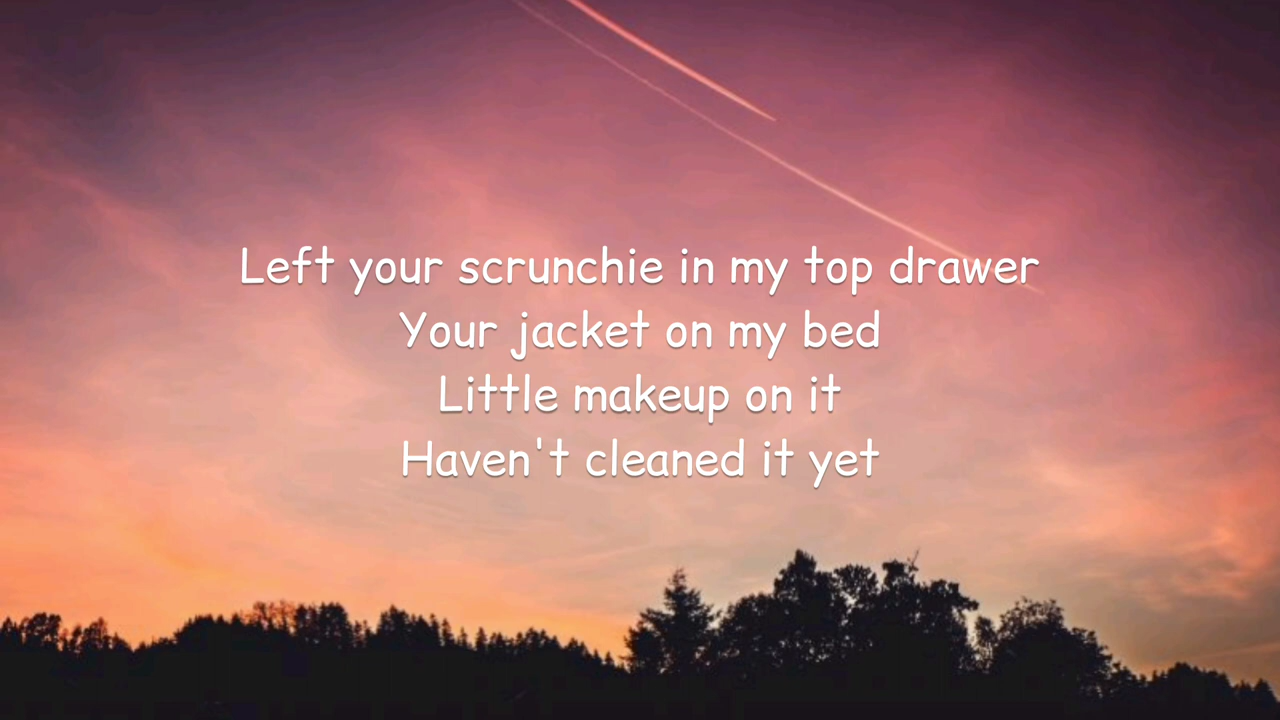 Left your scrunchie in my top drawer
Your jacket on my bed
Little makeup on it
Haven't cleaned it yet